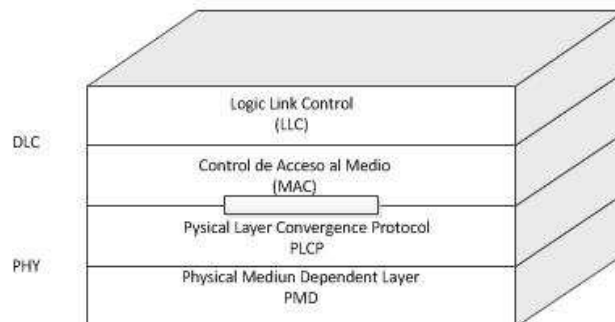 Logic Link Control
(LLC)
DLC
Control de Acceso al Medio
(MAC)
Pysical Layer Convergence Protocol
PLCP
PHY
Physical Mediun Dependent Layer
PMD